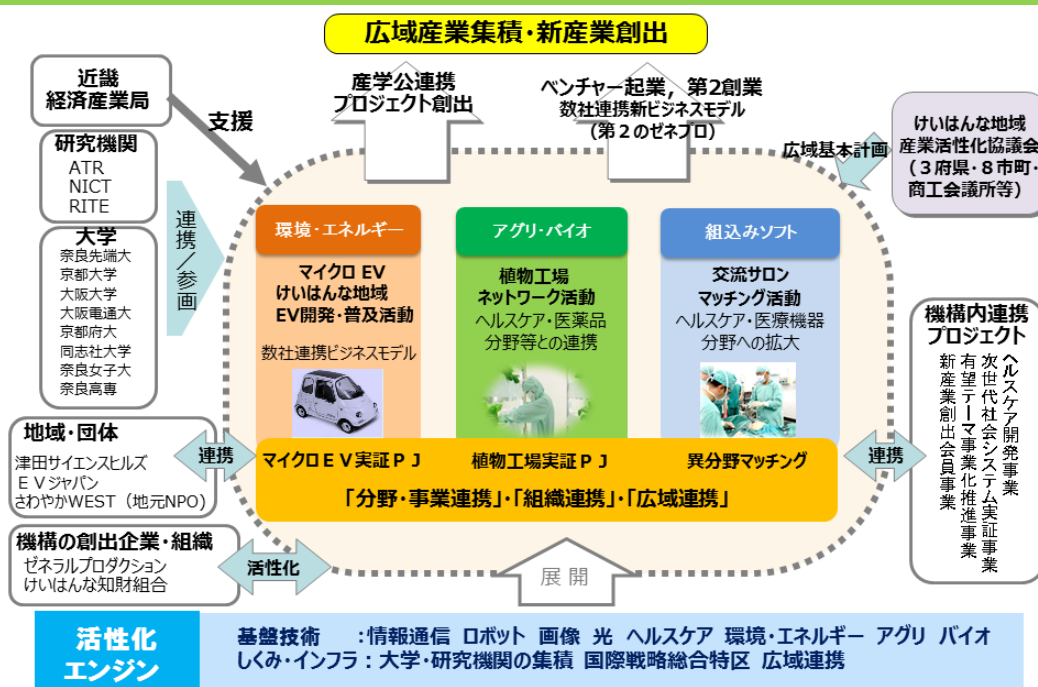 広域産業集積・新産業創出
近畿
経済産業局
支援
産学公連携
プロジェクト創出
ベンチャー起業，第2創業
数社連携新ビジネスモデル
(第２のゼネプロ)
広域基本計画
けいはんな地域
産業活性化協議会
(３府県・８市町・
商工会議所等)
研究機関
ATR
NICT
RITE
大学
奈良先端大
京都大学
大阪大学
大阪電通大
京都府大
同志社大学
奈良女子大
奈良高専
連携／参画
環境・エネルギー
マイクロ EV
けいはんな地域
EV開発・普及活動
数社連携ビジネスモデル
アグリ・バイオ
植物工場
ネットワーク活動
ヘルスケア・医薬品
分野等との連携
組込みソフト
交流サロン
マッチング活動
ヘルスケア・医療機器
分野への拡大
機構内連携
プロジェクト
ヘルスケア開発事業
次世代社会システム実証事業
有望テーマ事業化推進事業
新産業創出会員事業
地域・団体
津田サイエンスヒルズ
ＥＶジャパン
さわやかWEST（地元NPO）
連携
マイクロＥＶ実証ＰＪ
植物工場実証ＰＪ
異分野マッチング
「分野・事業連携」・「組織連携」・「広域連携」
連携
機構の創出企業・組織
ゼネラルプロダクション
けいはんな知財組合
活性化
展 開
活性化
エンジン
基盤技術 ：情報通信 ロボット 画像 光 ヘルスケア 環境・エネルギー アグリ バイオ
しくみ・インフラ：大学・研究機関の集積 国際戦略総合特区 広域連携